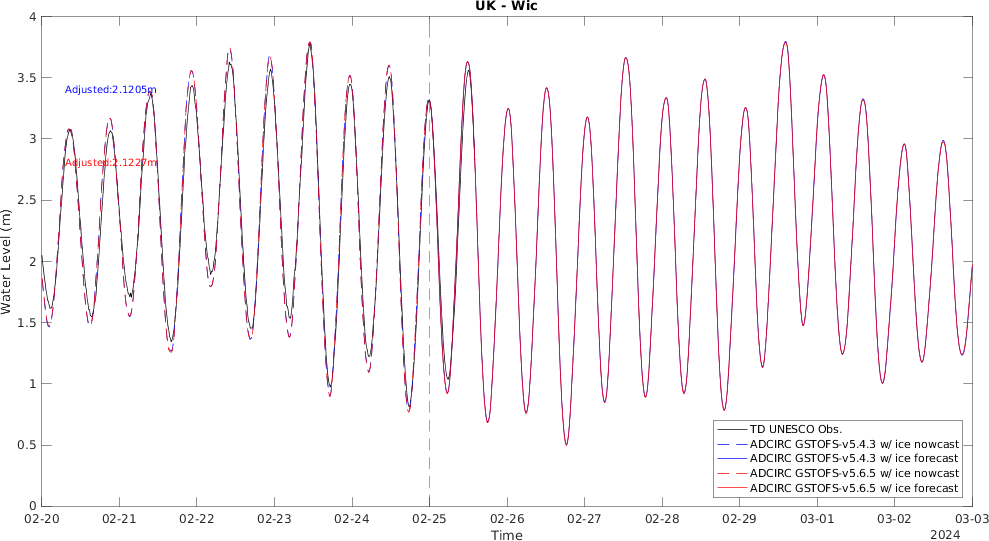 UK - Wic
4
3.5
3
2.5
2
1.5
1
0.5
0
Water Level (m)
Adjusted:2.1205m
Adjusted:2.1227m
TD UNESCO Obs.
ADCIRC GSTOFS-v5.4.3 w/ ice nowcast
ADCIRC GSTOFS-v5.4.3 w/ ice forecast
ADCIRC GSTOFS-v5.6.5 w/ ice nowcast
ADCIRC GSTOFS-v5.6.5 w/ ice forecast
02-20 02-21 02-22 02-23 02-24 02-25 02-26 02-27 02-28 02-29 03-01 03-02 03-03
Time
2024